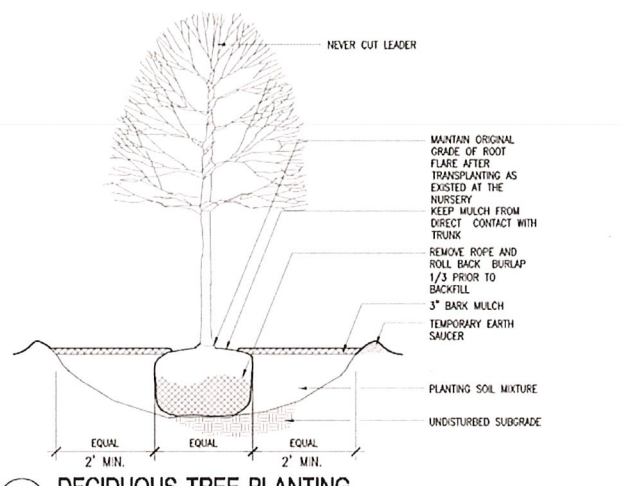 NEVER CUT LEADER
MAINTAIN ORIGINAL
GRADE OF ROOT
FLARE AFTER
TRANSPLANTING AS
EXISTED AT THE
NURSERY
KEEP MULCH FROM
DIRECT CONTACT WITH
TRUNK
REMOVE ROPE AND
ROLL BACK BURLAP
1/3 PRIOR TO
BACKFILL
3" BARK MULCH
TEMPORARY EARTH
SAUCER
PLANTING SOIL MIXTURE
UNDISTURBED SUBGRADE
EQUAL EQUAL EQUAL
2' MIN. 2' MIN.
DECIDUOUS TREE PLANTING